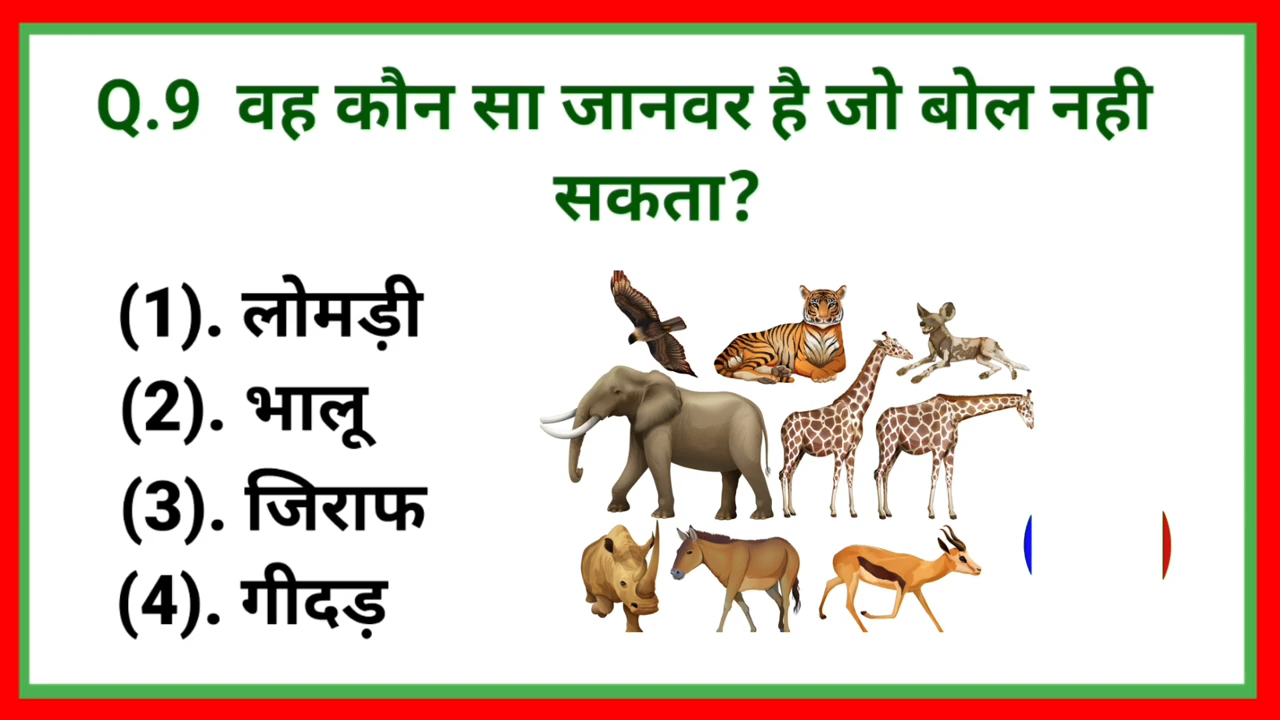 Q.9 वह कौन सा जानवर है जो बोल नही
सकता?
(1). लोमड़ी
(2). भालू
(3). जिराफ
(4). गीदड़